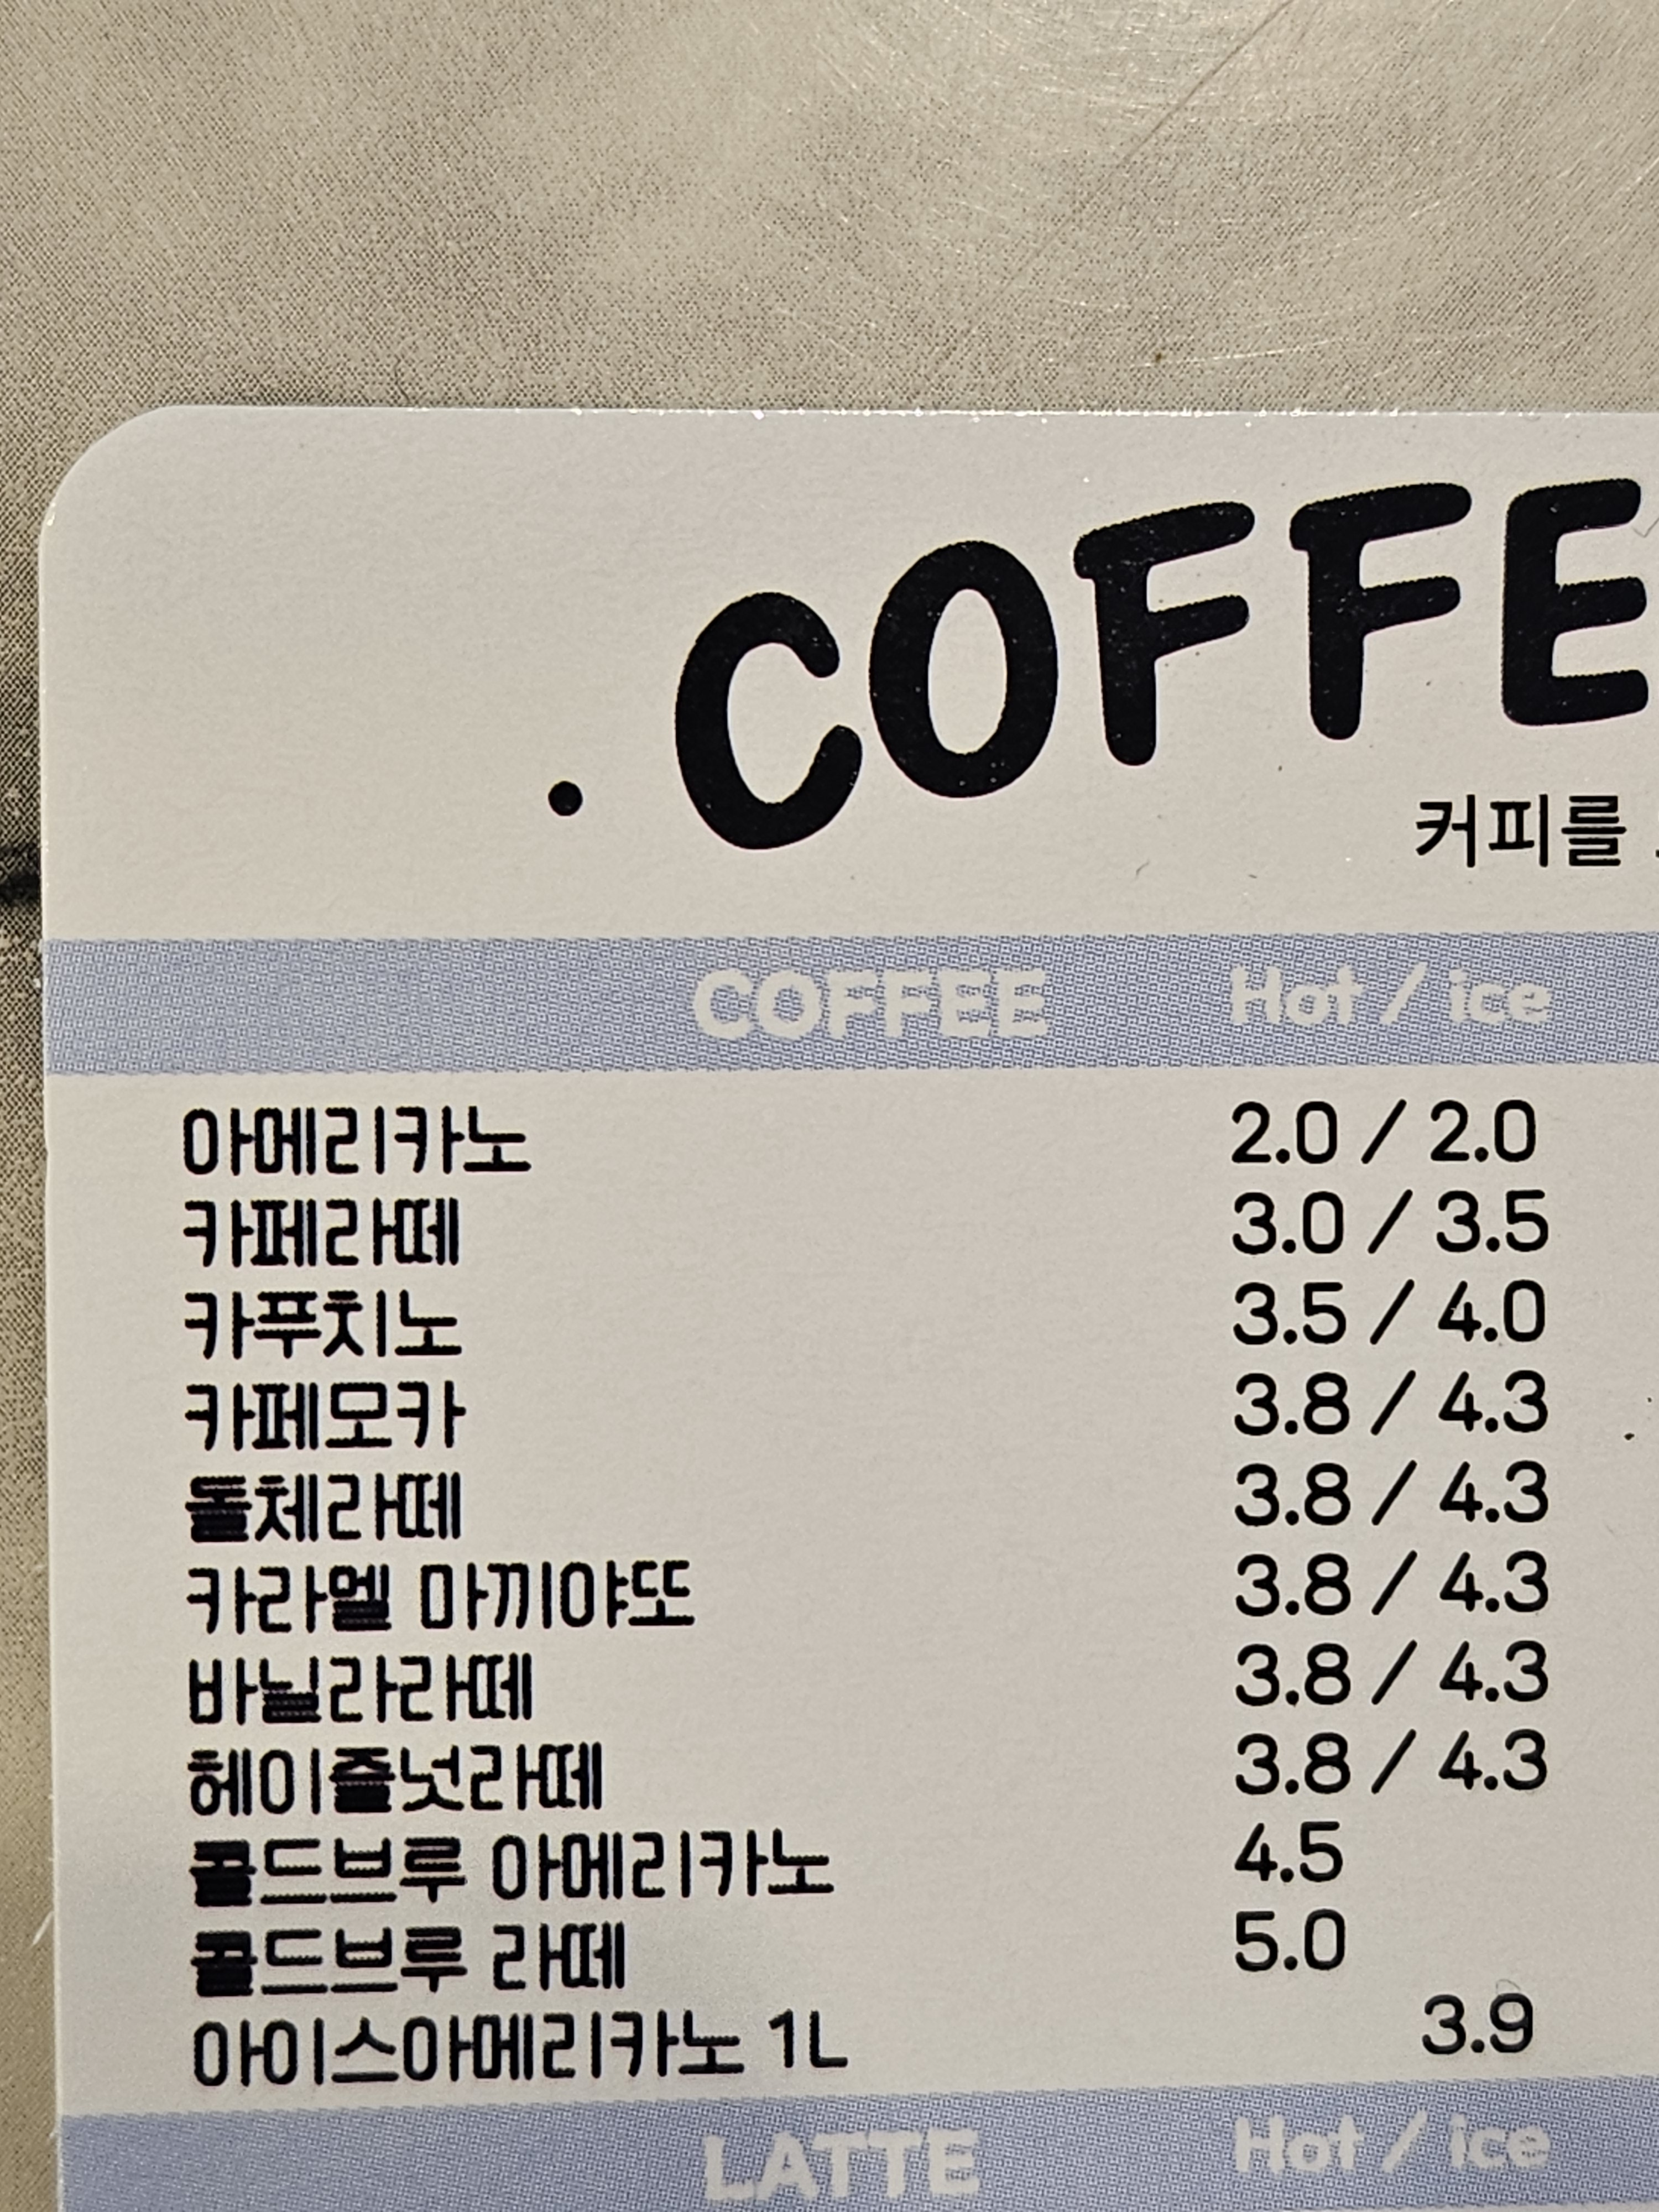 COFFE
커피를
COFFEE Hot / ice
아메리카노 2.0 / 2.0
카페라떼 3.0 / 3.5
카푸치노 3.5 / 4.0
카페모카 3.8 / 4.3
돌체라떼 3.8 / 4.3
카라멜 마끼야또 3.8 / 4.3
바닐라라떼 3.8 / 4.3
헤이즐넛라떼 3.8 / 4.3
콜드브루 아메리카노 4.5
콜드브루 라떼 5.0
아이스아메리카노 1L 3.9
LATTE Hot / ice